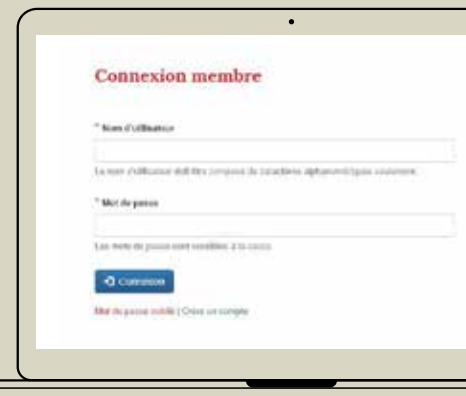 Connexion membre
* Nom d'utilisateur
Le nom d'utilisateur doit être composé de caractères alphanumériques seulement.
* Mot de passe
Les mots de passe sont sensibles à la casse.
Connexion
Mot de passe oublié | Créer un compte